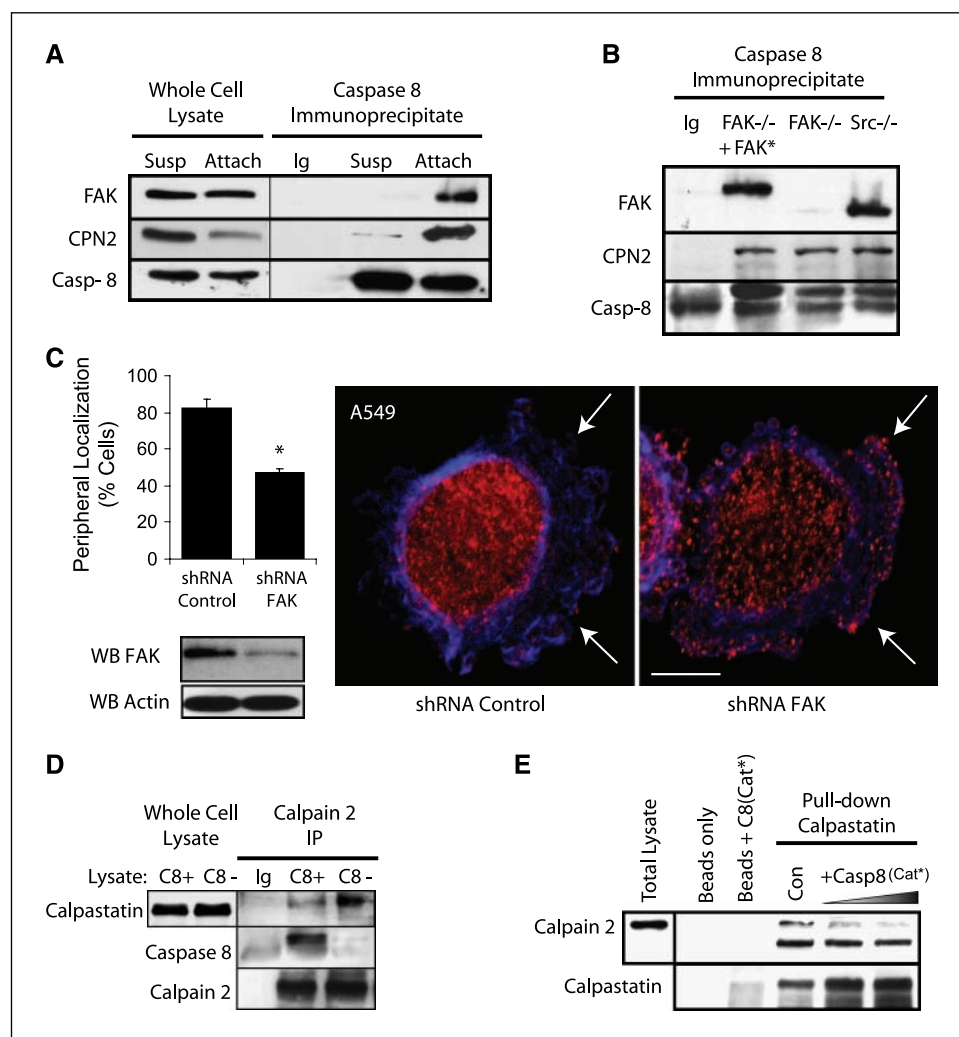 A
Whole Cell
Lysate
Caspase 8
Immunoprecipitate
Susp Attach Ig Susp Attach
FAK
CPN2
Casp- 8
B
Caspase 8
Immunoprecipitate
Ig FAK-/- FAK-/- Src-/-
+ FAK*
FAK
CPN2
Casp-8
C
Peripheral Localization
(% Cells)
100
80
60
40
20
0
*
shRNA
Control
shRNA
FAK
WB FAK
WB Actin
A549
shRNA Control
shRNA FAK
D
Whole Cell
Lysate
Calpain 2
IP
Lysate: C8+ C8 - Ig C8+ C8 -
Calpastatin
Caspase 8
Calpain 2
E
Total Lysate
Beads only
Beads + C8(Cat*)
Pull-down
Calpastatin
Con
+Casp8(Cat*)
Calpain 2
Calpastatin